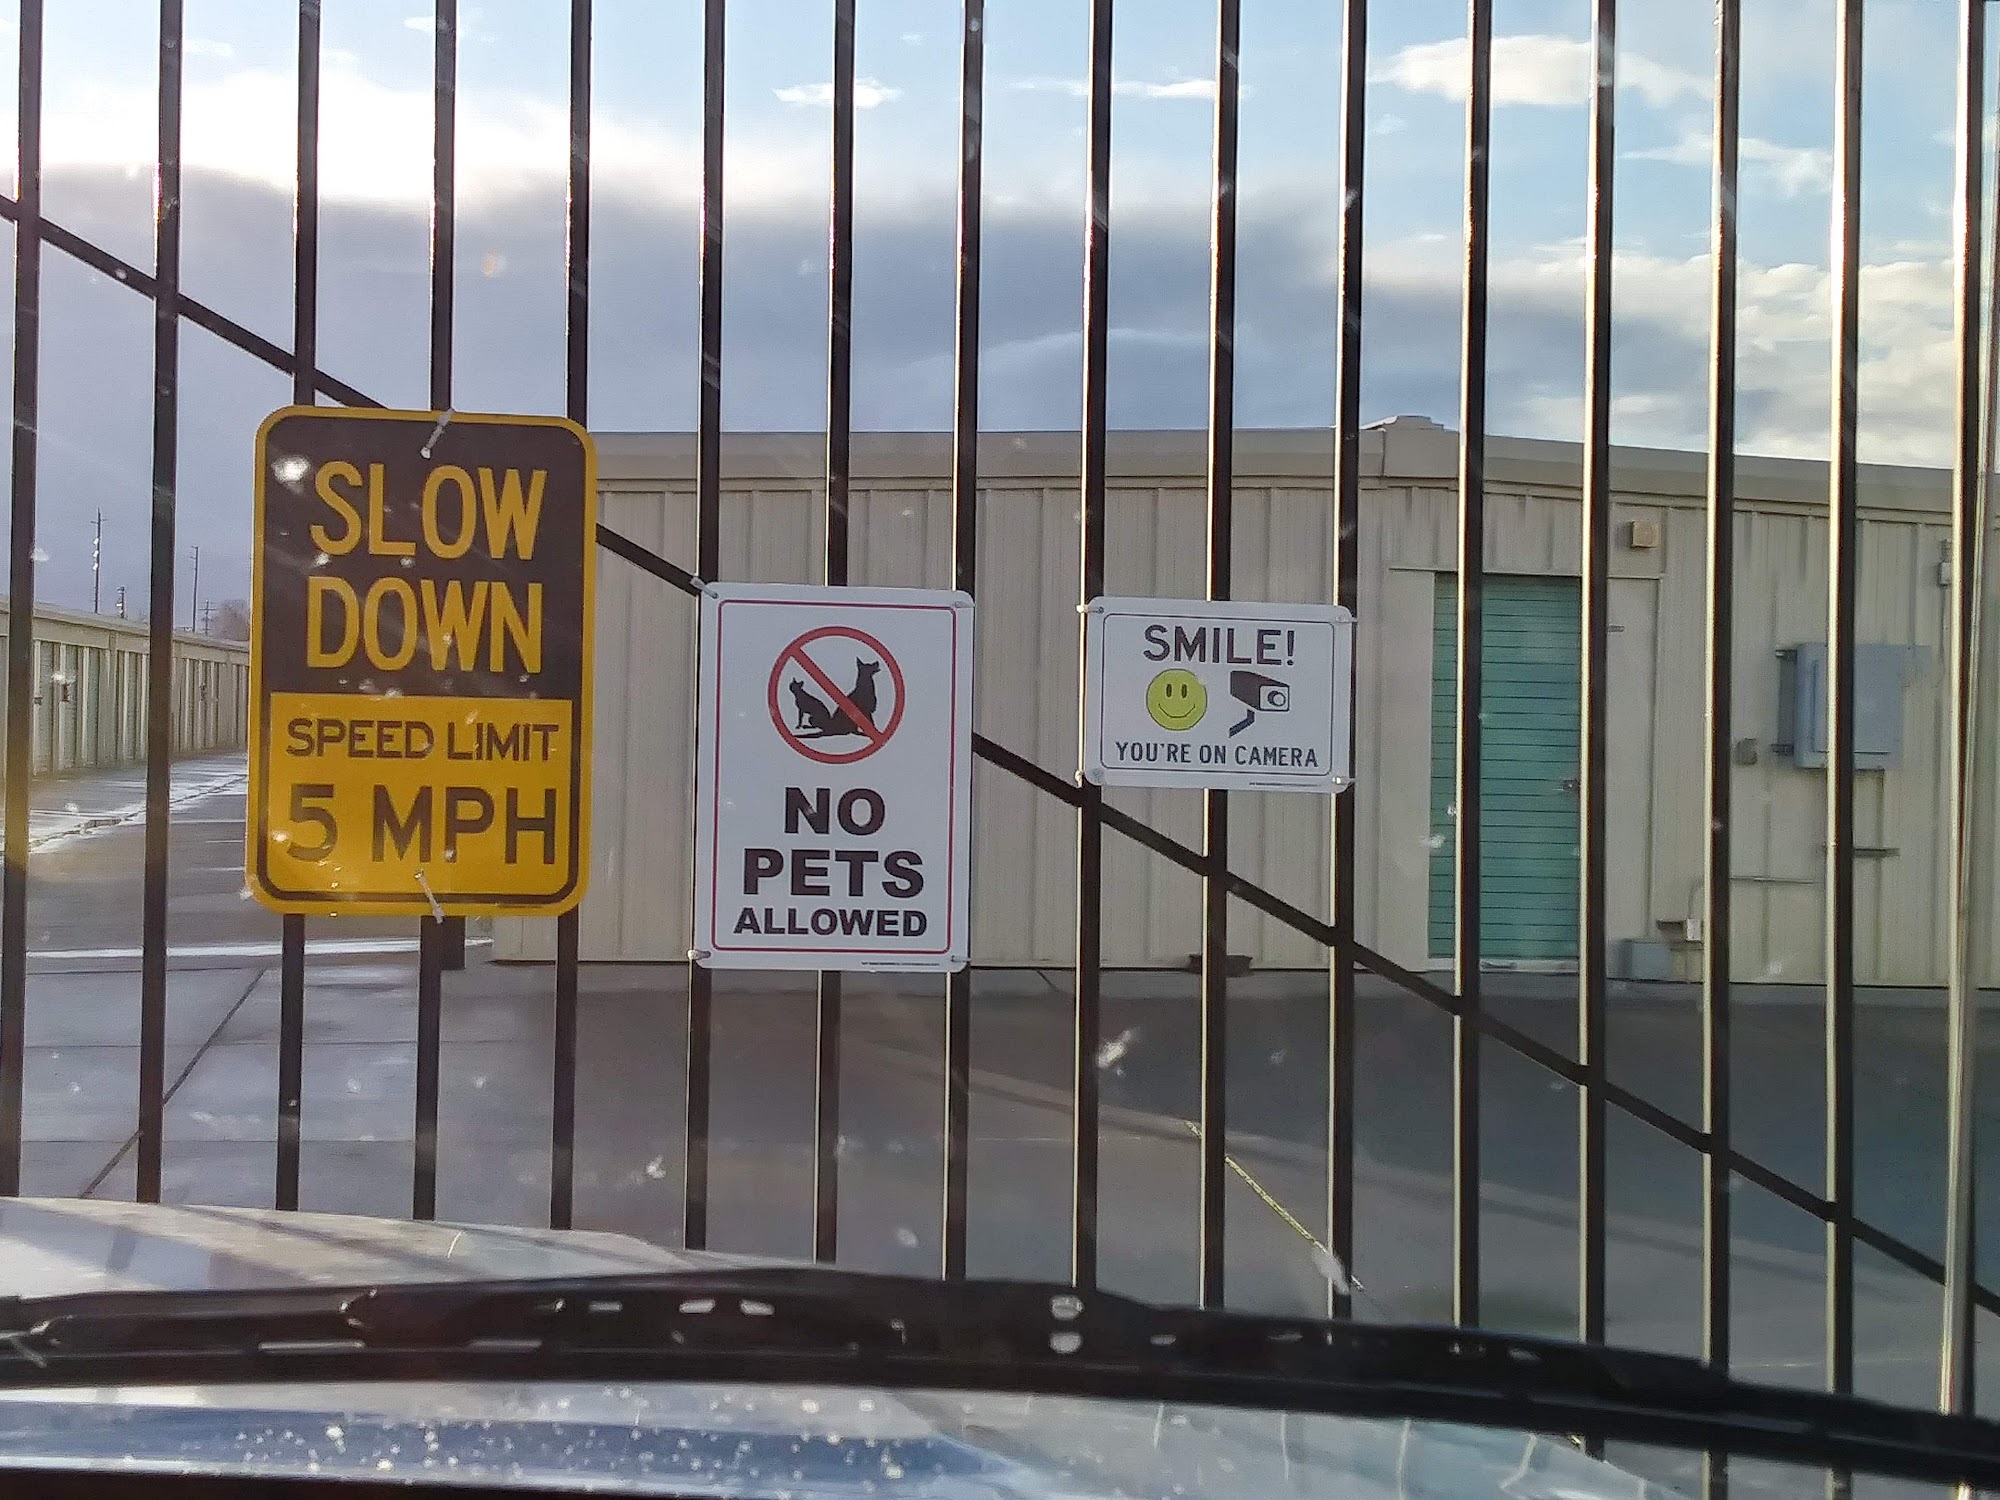 SLOW
DOWN
SPEED LIMIT
5 MPH
NO
PETS
ALLOWED
SMILE!
YOU'RE ON CAMERA